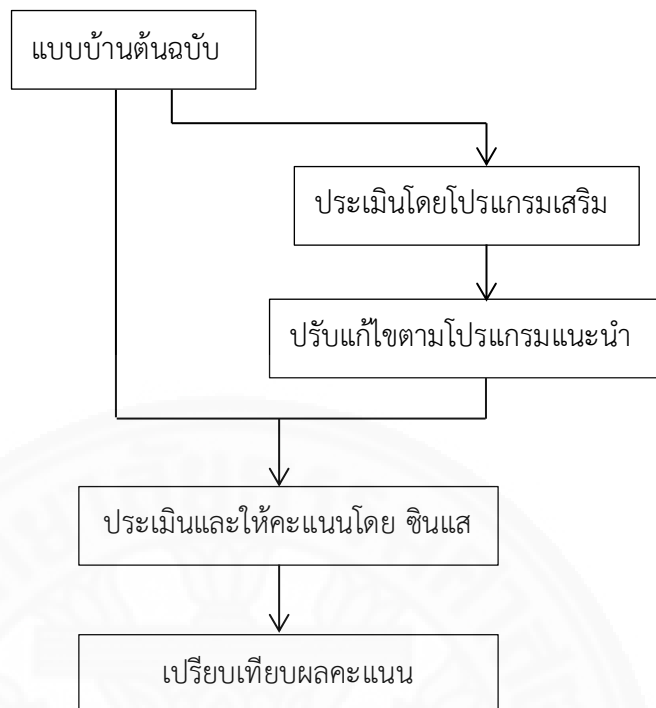 แบบบ้านต้นฉบับ
ประเมินโดยโปรแกรมเสริม
ปรับแก้ไขตามโปรแกรมแนะนำ
ประเมินและให้คะแนนโดย ซินแส
เปรียบเทียบผลคะแนน